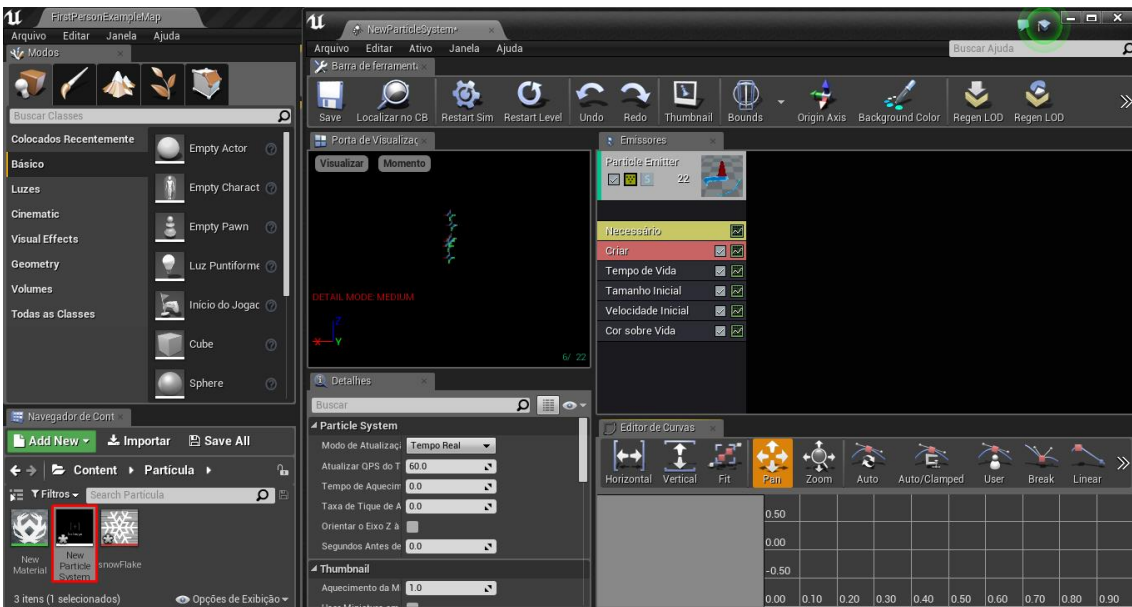 FirstPersonExampleMap
Arquivo Editar Janela Ajuda
Modos
Buscar Classes
Colocados Recentemente
Básico
Luzes
Cinematic
Visual Effects
Geometry
Volumes
Todas as Classes
Empty Actor
Empty Charact
Empty Pawn
Luz Puntiforme
Início do Jogac
Cube
Sphere
Navegador de Cont
Add New Importar Save All
Content Partícula
Filtros Search Partícula
New Material
New Particle System
snowFlake
3 itens (1 selecionados) Opções de Exibição
NewParticleSystem*
Arquivo Editar Ativo Janela Ajuda
Buscar Ajuda
Barra de ferrament.
Save Localizar no CB Restart Sim Restart Level Undo Redo Thumbnail Bounds Origin Axis Background Color Regen LOD Regen LOD
Porta de Visualizaç
Visualizar Momento
DETAIL MODE: MEDIUM
Z
X Y
6/ 22
Emissores
Particle Emitter
S 22
Necessário
Criar
Tempo de Vida
Tamanho Inicial
Velocidade Inicial
Cor sobre Vida
Detalhes
Buscar
Particle System
Modo de Atualizaçã Tempo Real
Atualizar QPS do T 60.0
Tempo de Aquecim 0.0
Taxa de Tique de A 0.0
Orientar o Eixo Z à
Segundos Antes de 0.0
Thumbnail
Aquecimento da M 1.0
Editor de Curvas
Horizontal Vertical Fit Pan Zoom Auto Auto/Clamped User Break Linear
0.50
0.00
-0.50
0.00 0.10 0.20 0.30 0.40 0.50 0.60 0.70 0.80 0.90